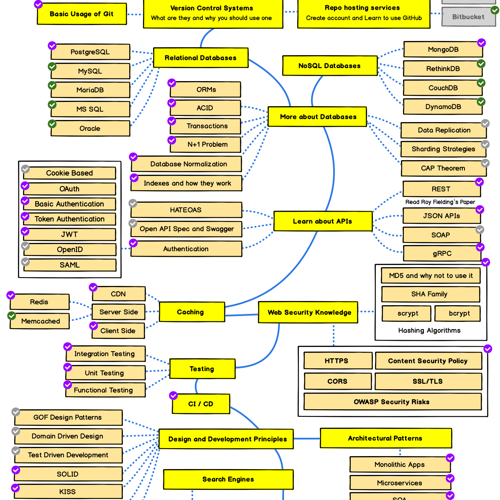 Basic Usage of Git
Version Control Systems
What are they and why you should use one
Repo hosting services
Create account and Learn to use GitHub
Bitbucket
PostgreSQL
MySQL
MariaDB
MS SQL
Oracle
Relational Databases
NoSQL Databases
MongoDB
RethinkDB
CouchDB
DynamoDB
ORMs
ACID
Transactions
N+1 Problem
Database Normalization
Indexes and how they work
More about Databases
Data Replication
Sharding Strategies
CAP Theorem
Cookie Based
OAuth
Basic Authentication
Token Authentication
JWT
OpenID
SAML
HATEOAS
Open API Spec and Swagger
Authentication
Learn about APIs
REST
Read Roy Fielding's Paper
JSON APIs
SOAP
gRPC
MD5 and why not to use it
SHA Family
scrypt
bcrypt
Hashing Algorithms
Redis
Memcached
CDN
Server Side
Client Side
Caching
Web Security Knowledge
HTTPS
Content Security Policy
CORS
SSL/TLS
OWASP Security Risks
Integration Testing
Unit Testing
Functional Testing
Testing
CI / CD
GOF Design Patterns
Domain Driven Design
Test Driven Development
SOLID
KISS
Design and Development Principles
Architectural Patterns
Monolithic Apps
Microservices
SOA
Search Engines